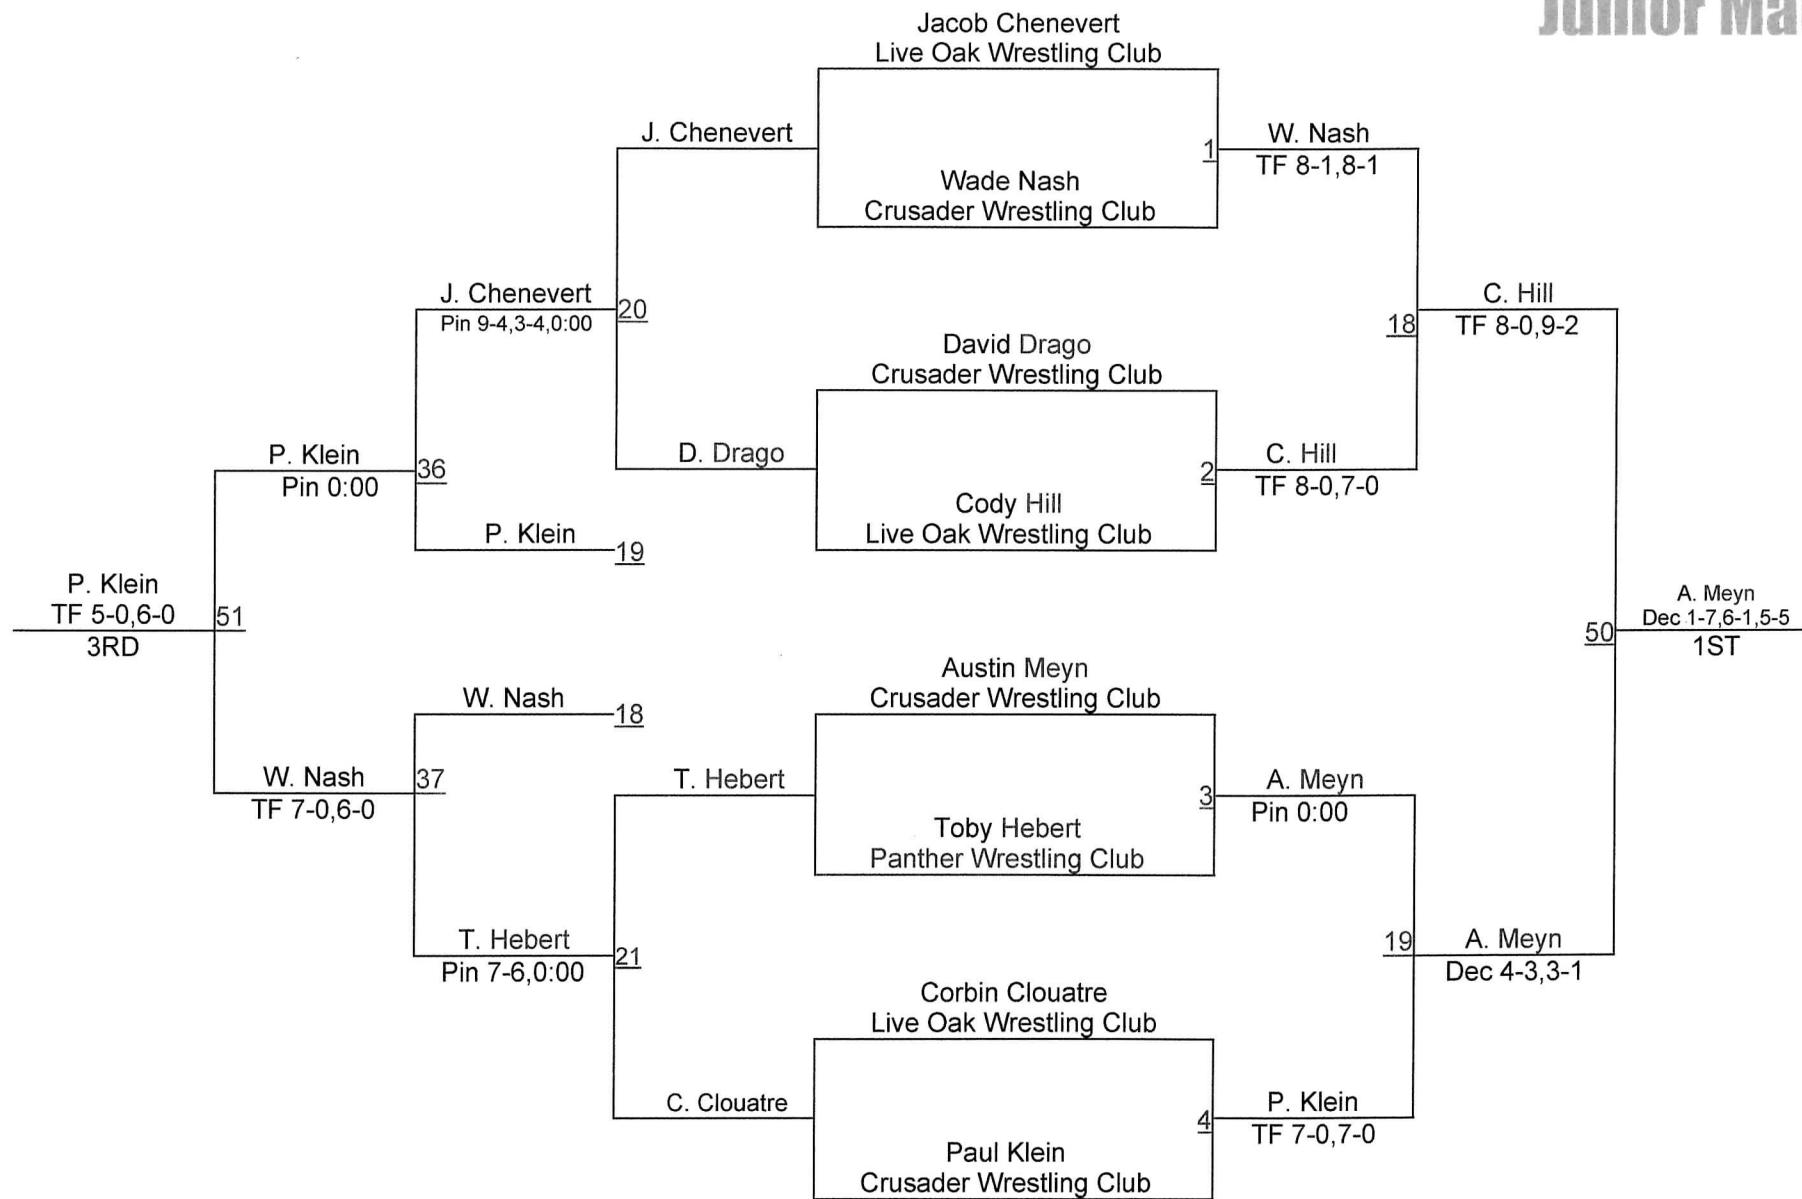 Junior Ma
Jacob Chenevert
Live Oak Wrestling Club
J. Chenevert
1
W. Nash
TF 8-1,8-1
Wade Nash
Crusader Wrestling Club
J. Chenevert
Pin 9-4,3-4,0:00
20
C. Hill
TF 8-0,9-2
18
David Drago
Crusader Wrestling Club
P. Klein
Pin 0:00
36
D. Drago
2
C. Hill
TF 8-0,7-0
Cody Hill
Live Oak Wrestling Club
P. Klein
19
P. Klein
TF 5-0,6-0
3RD
51
50
A. Meyn
Dec 1-7,6-1,5-5
1ST
Austin Meyn
Crusader Wrestling Club
W. Nash
18
W. Nash
TF 7-0,6-0
37
T. Hebert
3
A. Meyn
Pin 0:00
Toby Hebert
Panther Wrestling Club
T. Hebert
Pin 7-6,0:00
21
19
A. Meyn
Dec 4-3,3-1
Corbin Clouatre
Live Oak Wrestling Club
C. Clouatre
4
P. Klein
TF 7-0,7-0
Paul Klein
Crusader Wrestling Club